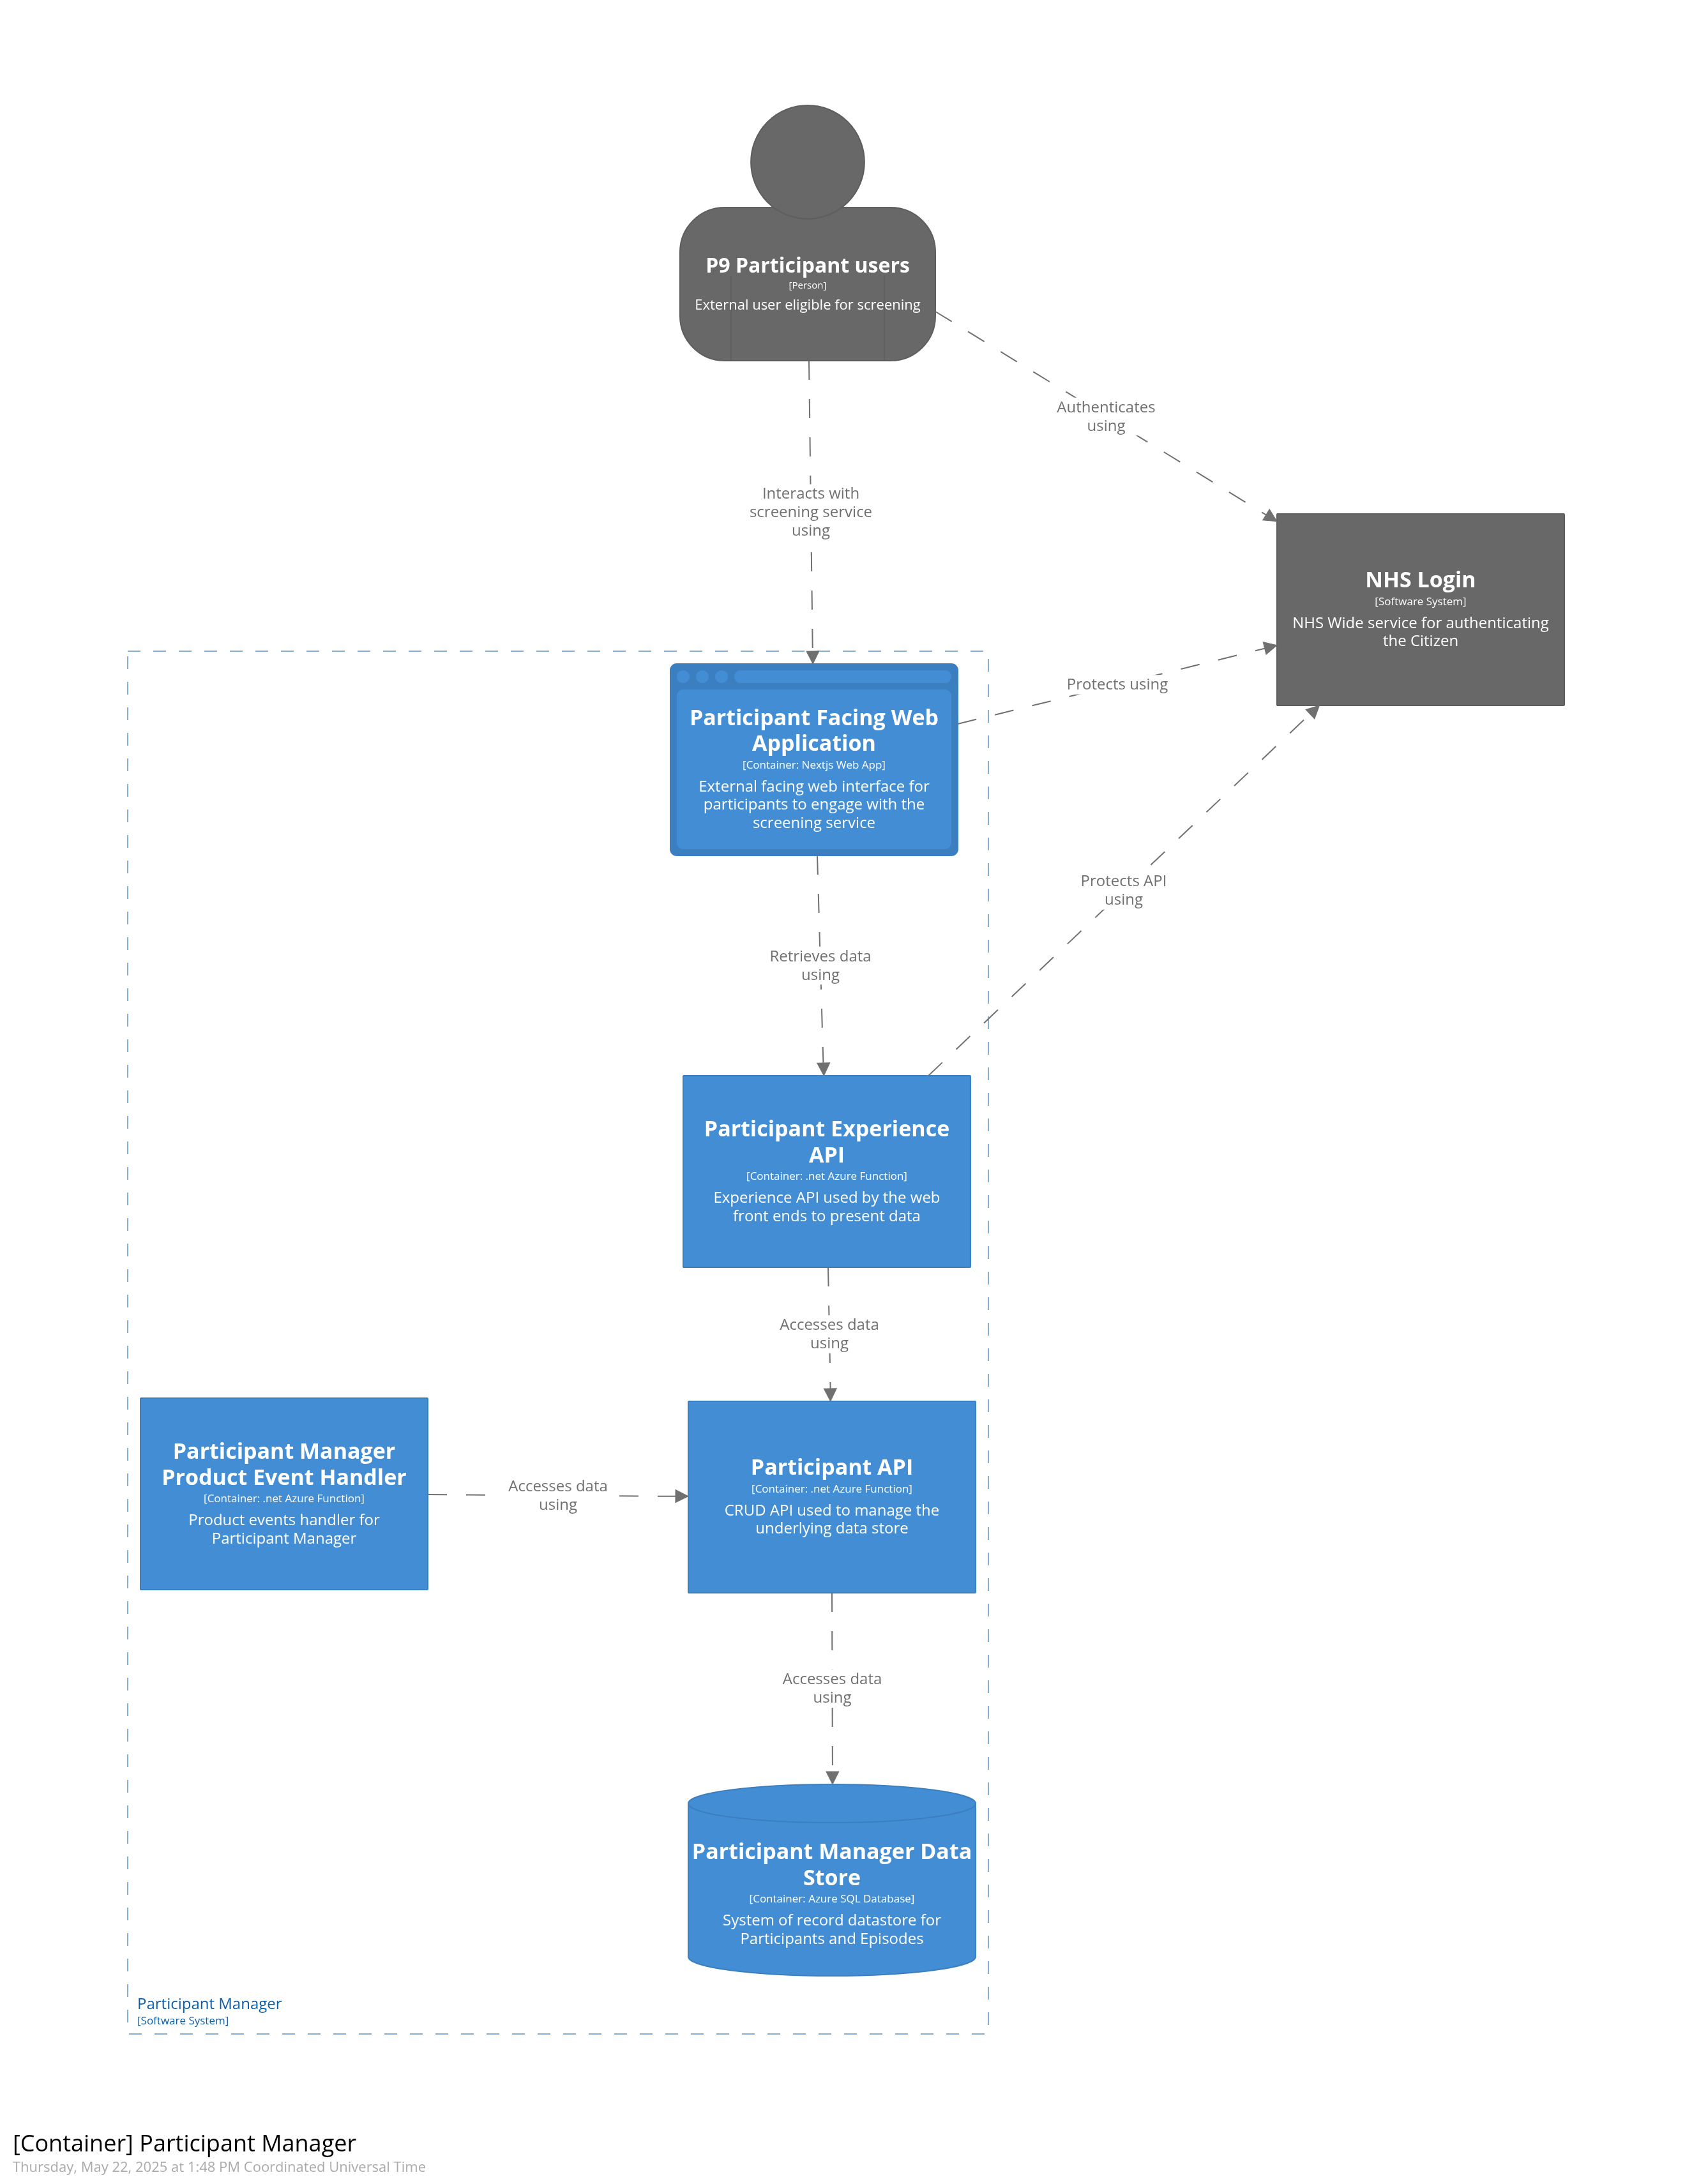 P9 Participant users
[Person]
External user eligible for screening
Authenticates
using
Interacts with
screening service
using
NHS Login
[Software System]
NHS Wide service for authenticating
the Citizen
Protects using
Participant Facing Web
Application
[Container: Nextjs Web App]
External facing web interface for
participants to engage with the
screening service
Protects API
using
Retrieves data
using
Participant Experience
API
[Container: .net Azure Function]
Experience API used by the web
front ends to present data
Accesses data
using
Participant Manager
Product Event Handler
[Container: .net Azure Function]
Product events handler for
Participant Manager
Accesses data
using
Participant API
[Container: .net Azure Function]
CRUD API used to manage the
underlying data store
Accesses data
using
Participant Manager Data
Store
[Container: Azure SQL Database]
System of record datastore for
Participants and Episodes
Participant Manager
[Software System]
[Container] Participant Manager
Thursday, May 22, 2025 at 1:48 PM Coordinated Universal Time